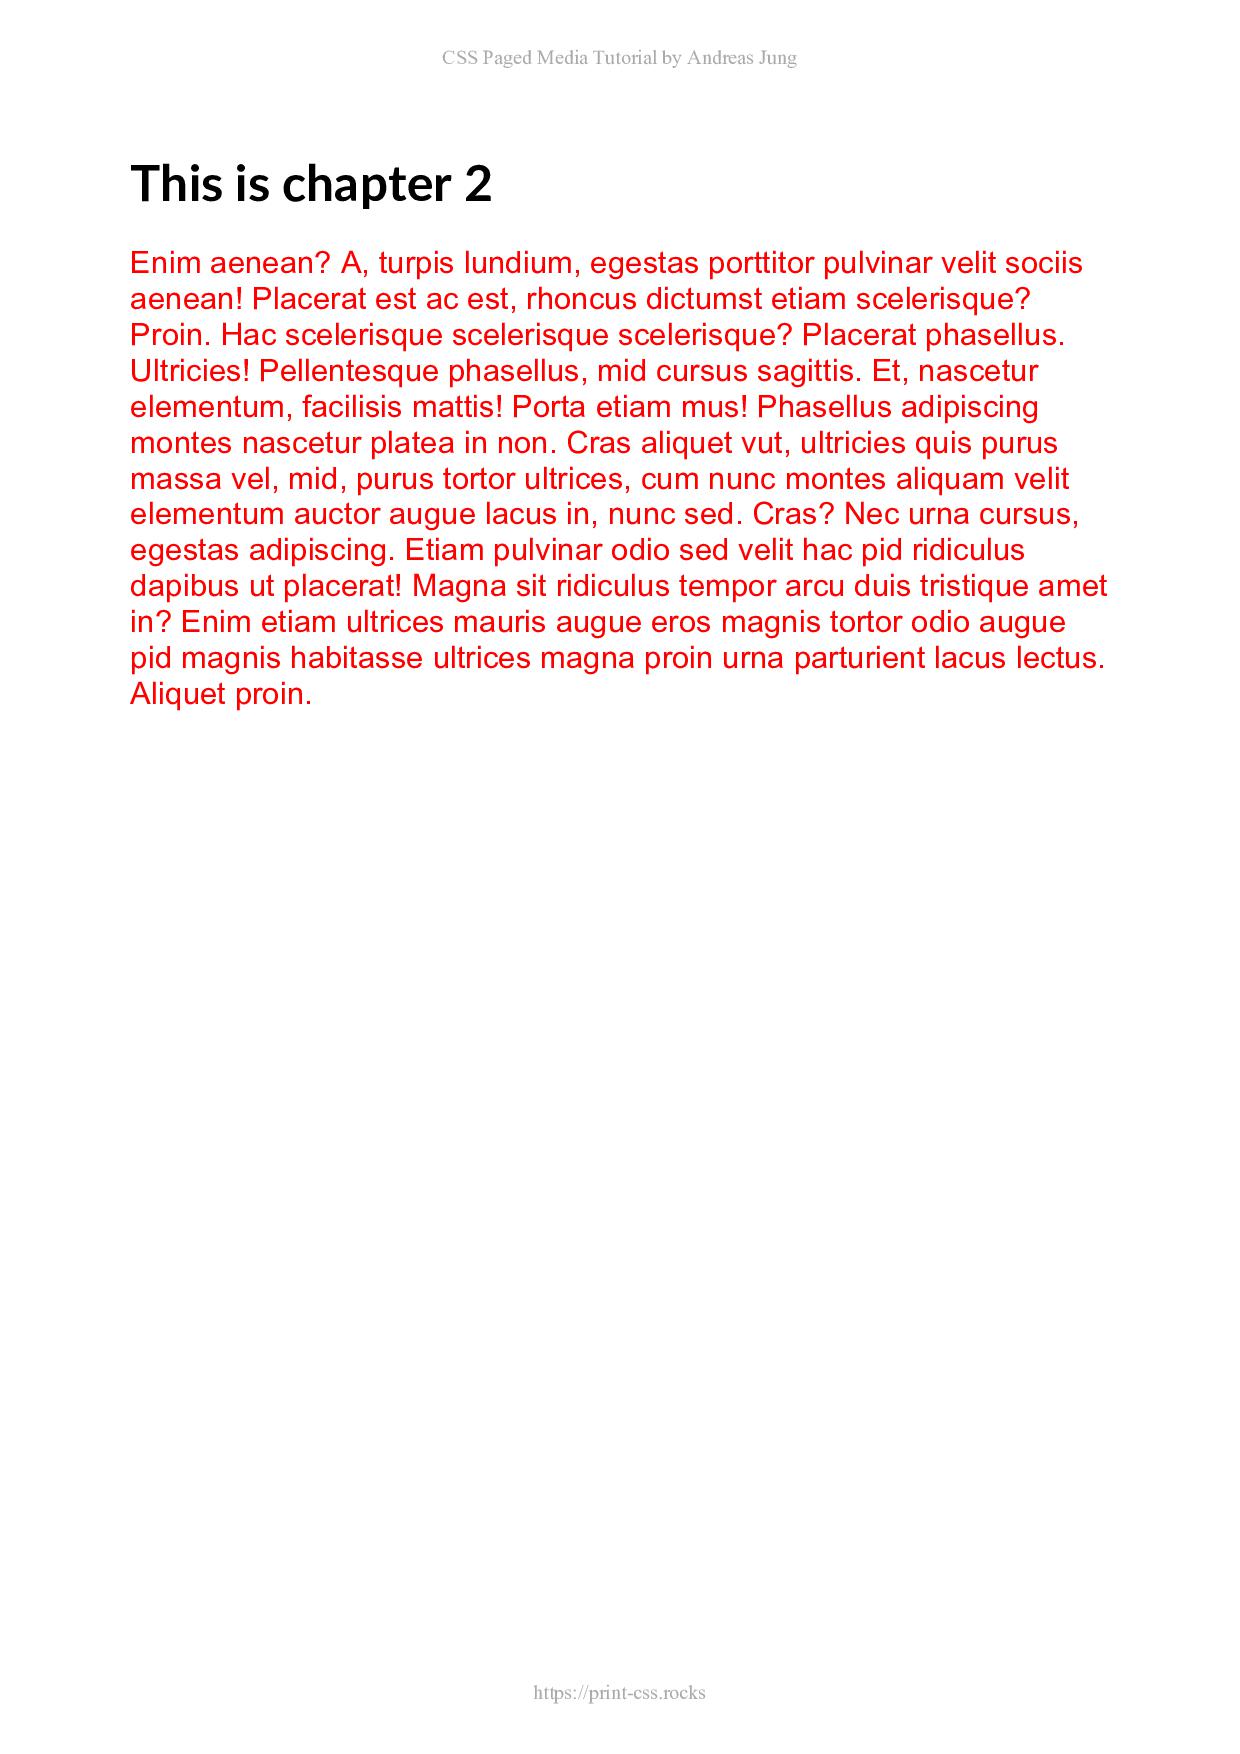 CSS Paged Media Tutorial by Andreas Jung
This is chapter 2
Enim aenean? A, turpis lundium, egestas porttitor pulvinar velit sociis
aenean! Placerat est ac est, rhoncus dictumst etiam scelerisque?
Proin. Hac scelerisque scelerisque scelerisque? Placerat phasellus.
Ultricies! Pellentesque phasellus, mid cursus sagittis. Et, nascetur
elementum, facilisis mattis! Porta etiam mus! Phasellus adipiscing
montes nascetur platea in non. Cras aliquet vut, ultricies quis purus
massa vel, mid, purus tortor ultrices, cum nunc montes aliquam velit
elementum auctor augue lacus in, nunc sed. Cras? Nec urna cursus,
egestas adipiscing. Etiam pulvinar odio sed velit hac pid ridiculus
dapibus ut placerat! Magna sit ridiculus tempor arcu duis tristique amet
in? Enim etiam ultrices mauris augue eros magnis tortor odio augue
pid magnis habitasse ultrices magna proin urna parturient lacus lectus.
Aliquet proin.
https://print-css.rocks